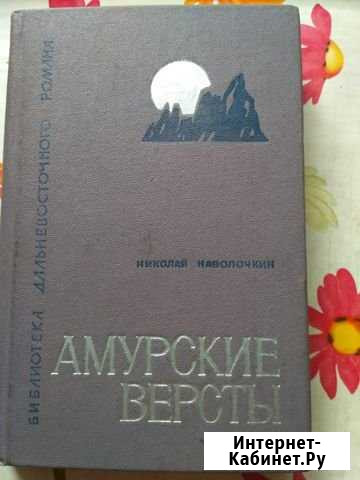 БИБЛИОТЕКА ДАЛЬНЕВОСТОЧНОГО РОМАНА
НИКОЛАЙ НАВОЛОЧКИН
АМУРСКИЕ
ВЕРСТЫ
Интернет-
Кабинет.Ру